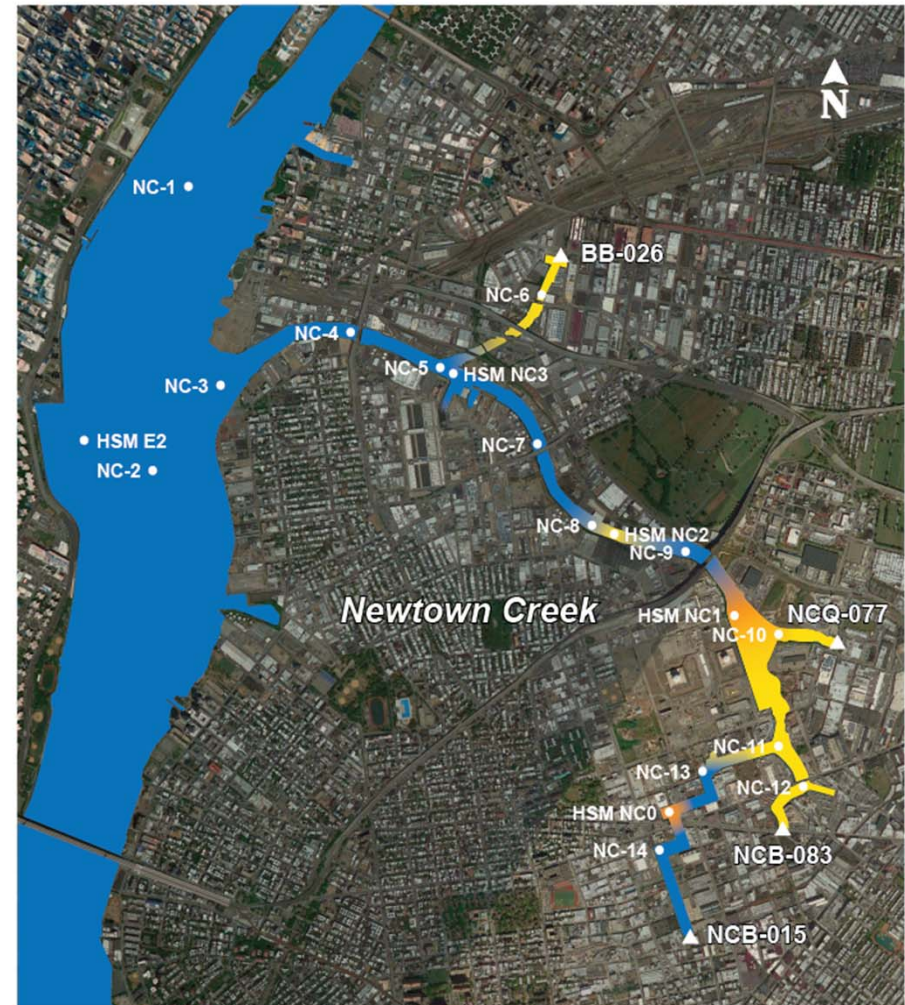 N
NC-1
BB-026
NC-6
NC-4
NC-5
HSM NC3
NC-3
HSM E2
NC-2
NC-7
NC-8
HSM NC2
NC-9
Newtown Creek
HSM NC1
NCQ-077
NC-10
NC-11
NC-13
NC-12
HSM NC0
NC-14
NCB-083
NCB-015